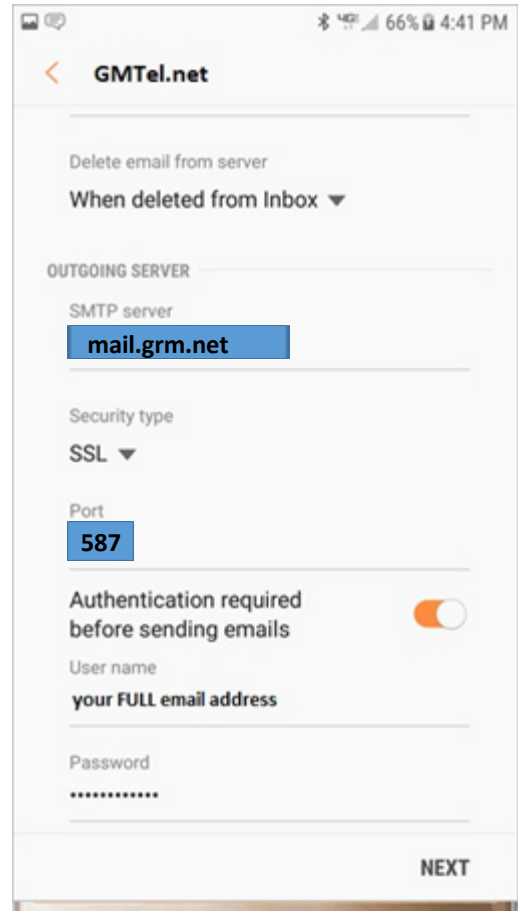 4G 66% 4:41 PM
GMTel.net
Delete email from server
When deleted from Inbox
OUTGOING SERVER
SMTP server
mail.grm.net
Security type
SSL
Port
587
Authentication required
before sending emails
User name
your FULL email address
Password
••••••••••••
NEXT